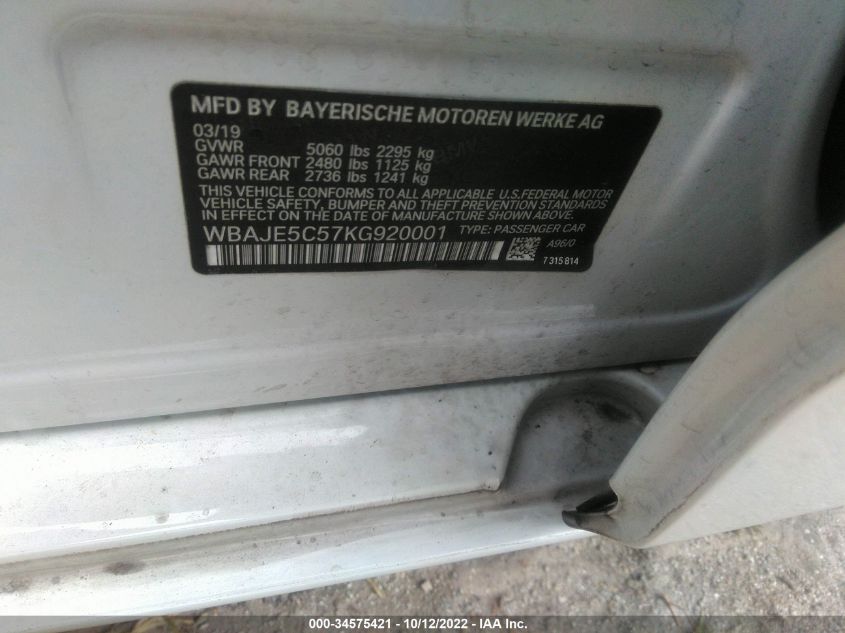 MFD BY BAYERISCHE MOTOREN WERKE AG
03/19
GVWR 5060 lbs 2295 kg
GAWR FRONT 2480 lbs 1125 kg
GAWR REAR 2736 lbs 1241 kg
THIS VEHICLE CONFORMS TO ALL APPLICABLE U.S.FEDERAL MOTOR
VEHICLE SAFETY, BUMPER AND THEFT PREVENTION STANDARDS
IN EFFECT ON THE DATE OF MANUFACTURE SHOWN ABOVE.
WBAJE5C57KG920001 TYPE: PASSENGER CAR
A96/0
7 315 814
000-34575421 - 10/12/2022 - IAA Inc.